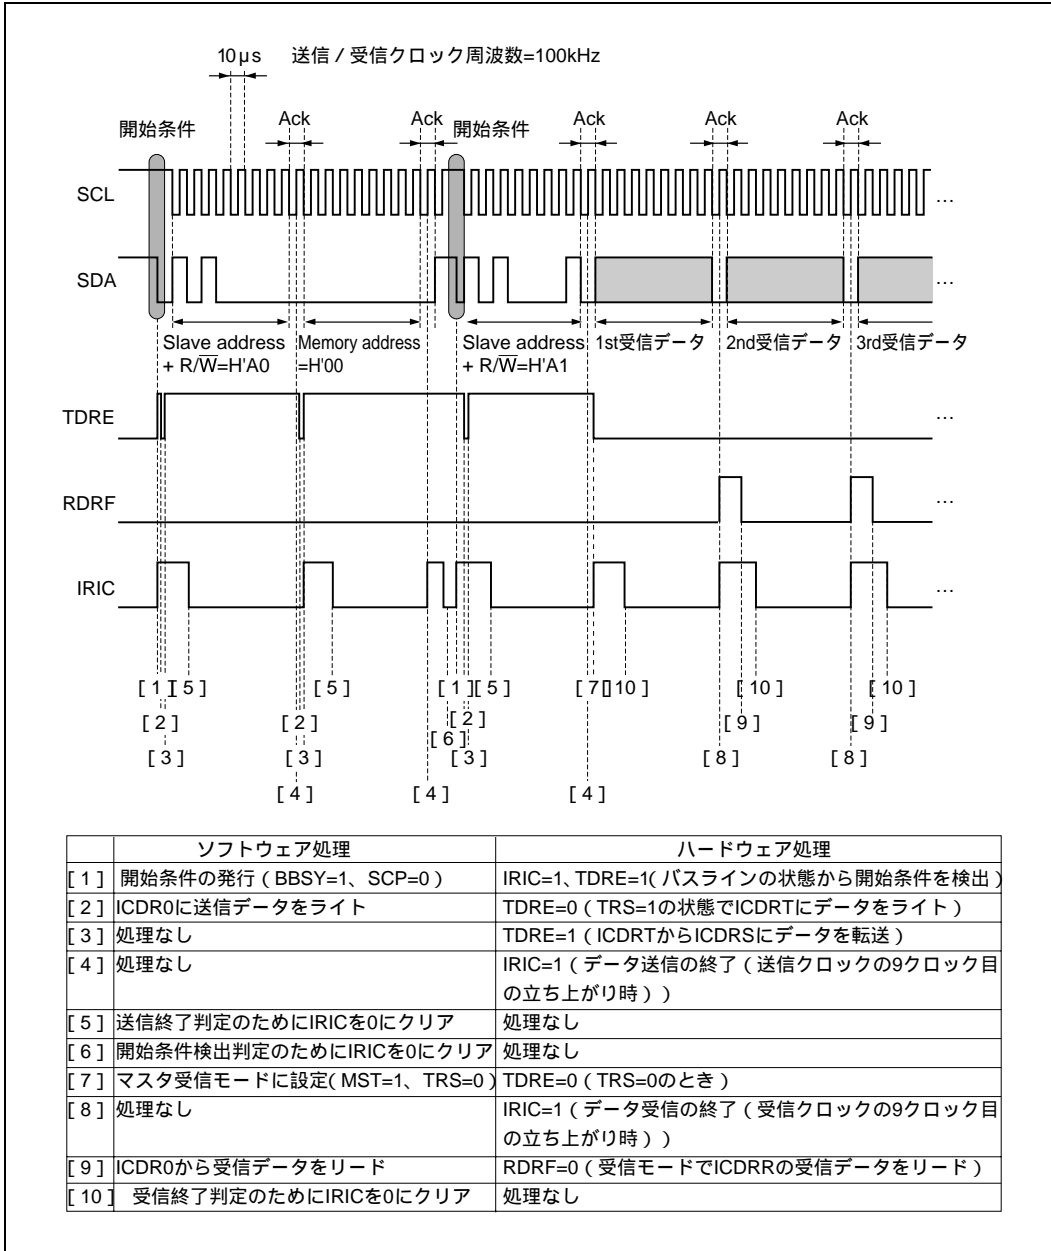 10μs 送信／受信クロック周波数=100kHz
開始条件 Ack Ack 開始条件 Ack Ack Ack
SCL …
SDA …
Slave address Memory address Slave address 1st受信データ 2nd受信データ 3rd受信データ
+ R/W=H'A0 =H'00 + R/W=H'A1
TDRE …
RDRF …
IRIC …
[ 1 ] [ 5 ] [ 5 ] [ 1 ] [ 5 ] [ 7 ] [ 10 ] [ 10 ] [ 10 ]
[ 2 ] [ 2 ] [ 2 ] [ 9 ] [ 9 ]
[ 6 ]
[ 3 ] [ 3 ] [ 3 ] [ 8 ] [ 8 ]
[ 4 ] [ 4 ] [ 4 ]
ソフトウェア処理 ハードウェア処理
[ 1 ] 開始条件の発行（BBSY=1、SCP=0） IRIC=1、TDRE=1（バスラインの状態から開始条件を検出）
[ 2 ] ICDR0に送信データをライト TDRE=0（TRS=1の状態でICDRTにデータをライト）
[ 3 ] 処理なし TDRE=1（ICDRTからICDRSにデータを転送）
[ 4 ] 処理なし IRIC=1（データ送信の終了（送信クロックの9クロック目
の立ち上がり時））
[ 5 ] 送信終了判定のためにIRICを0にクリア 処理なし
[ 6 ] 開始条件検出判定のためにIRICを0にクリア 処理なし
[ 7 ] マスタ受信モードに設定（MST=1、TRS=0） TDRE=0（TRS=0のとき）
[ 8 ] 処理なし IRIC=1（データ受信の終了（受信クロックの9クロック目
の立ち上がり時））
[ 9 ] ICDR0から受信データをリード RDRF=0（受信モードでICDRRの受信データをリード）
[ 10 ] 受信終了判定のためにIRICを0にクリア 処理なし